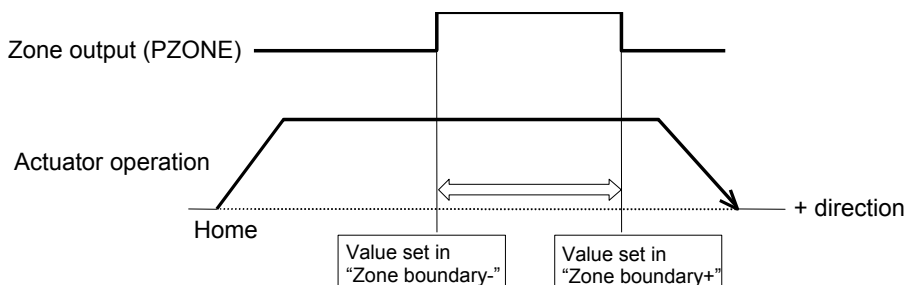 Zone output (PZONE)
Actuator operation
+ direction
Home
Value set in
“Zone boundary-”
Value set in
“Zone boundary+”